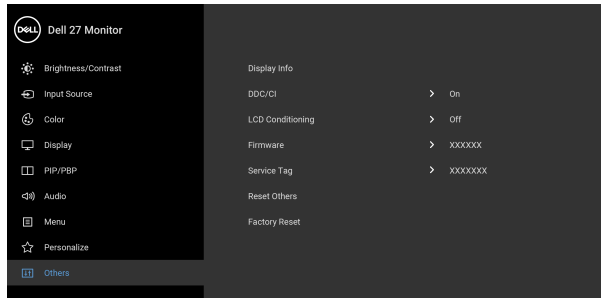 DELL Dell 27 Monitor
Brightness/Contrast
Input Source
Color
Display
PIP/PBP
Audio
Menu
Personalize
Others
Display Info
DDC/CI > On
LCD Conditioning > Off
Firmware > XXXXXX
Service Tag > XXXXXXX
Reset Others
Factory Reset